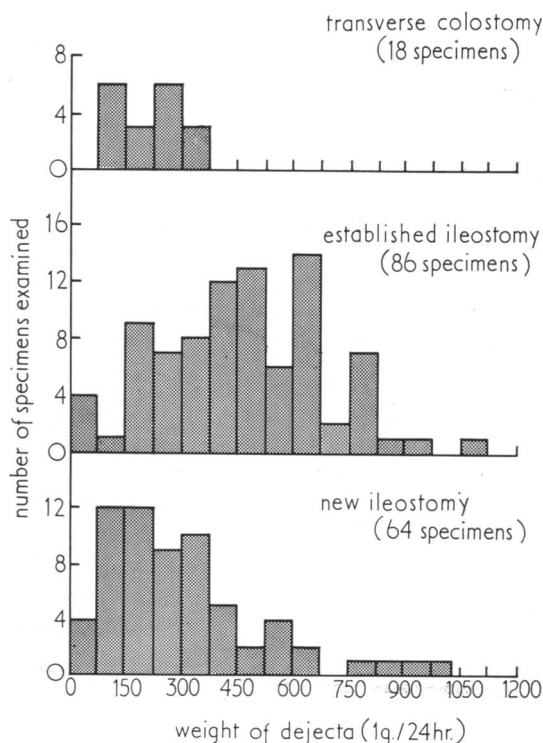 transverse colostomy
(18 specimens)
8
4
0
established ileostomy
(86 specimens)
16
12
8
4
0
number of specimens examined
new ileostomy
(64 specimens)
12
8
4
0
0 150 300 450 600 750 900 1050 1200
weight of dejecta (1g./24hr.)